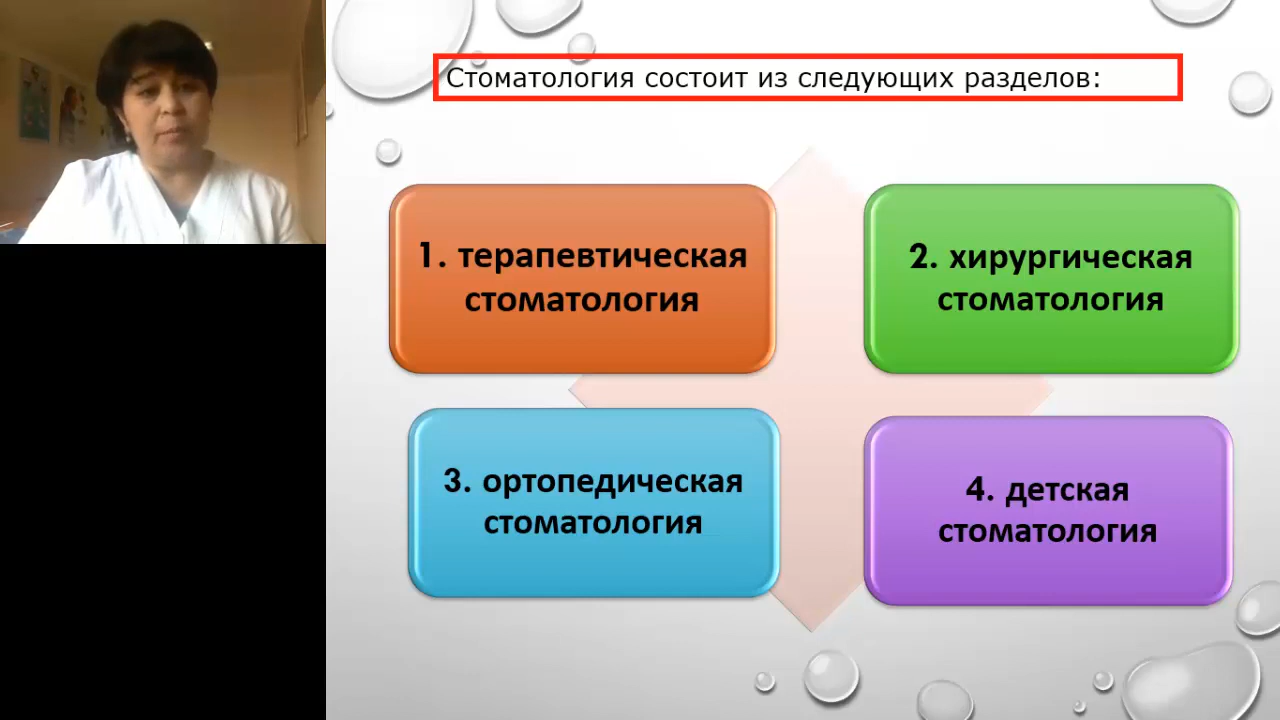 Стоматология состоит из следующих разделов:
1. терапевтическая
стоматология
2. хирургическая
стоматология
3. ортопедическая
стоматология
4. детская
стоматология